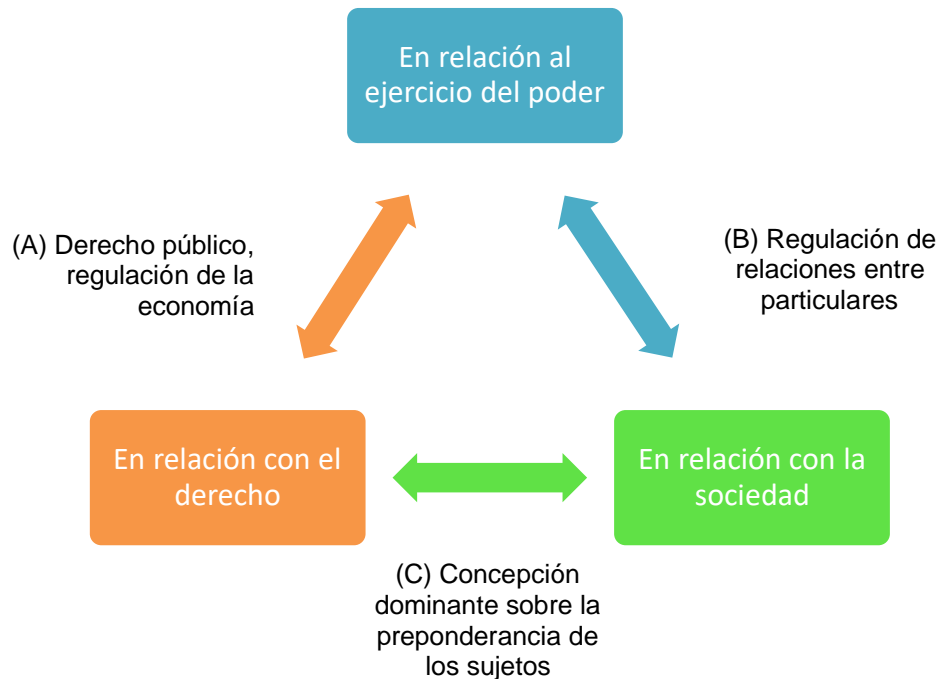 En relación al
ejercicio del poder
(A) Derecho público,
regulación de la
economía
(B) Regulación de
relaciones entre
particulares
En relación con el
derecho
En relación con la
sociedad
(C) Concepción
dominante sobre la
preponderancia de
los sujetos